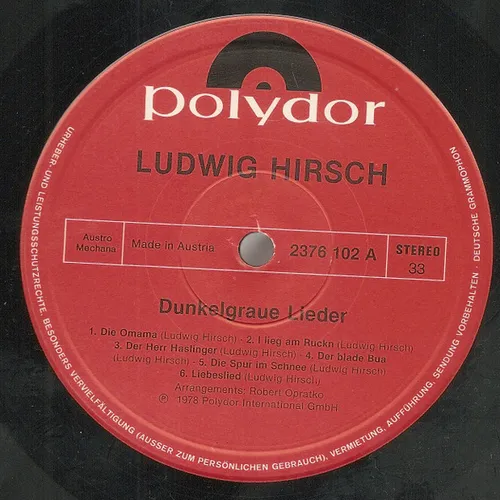 polydor
LUDWIG HIRSCH
Austro
Mechana
Made in Austria
2376 102 A
STEREO
33
Dunkelgraue Lieder
1. Die Omama (Ludwig Hirsch) - 2. I lieg am Ruckn (Ludwig Hirsch)
3. Der Herr Haslinger (Ludwig Hirsch) - 4. Der blade Bua
(Ludwig Hirsch) - 5. Die Spur im Schnee (Ludwig Hirsch)
6. Liebeslied (Ludwig Hirsch)
Arrangements: Robert Opratko
℗ 1978 Polydor International GmbH
URHEBER- UND LEISTUNGSSCHUTZRECHTE, BESONDERS VERVIELFÄLTIGUNG (AUSSER ZUM PERSÖNLICHEN GEBRAUCH), VERMIETUNG, AUFFÜHRUNG, SENDUNG VORBEHALTEN · DEUTSCHE GRAMMOPHON